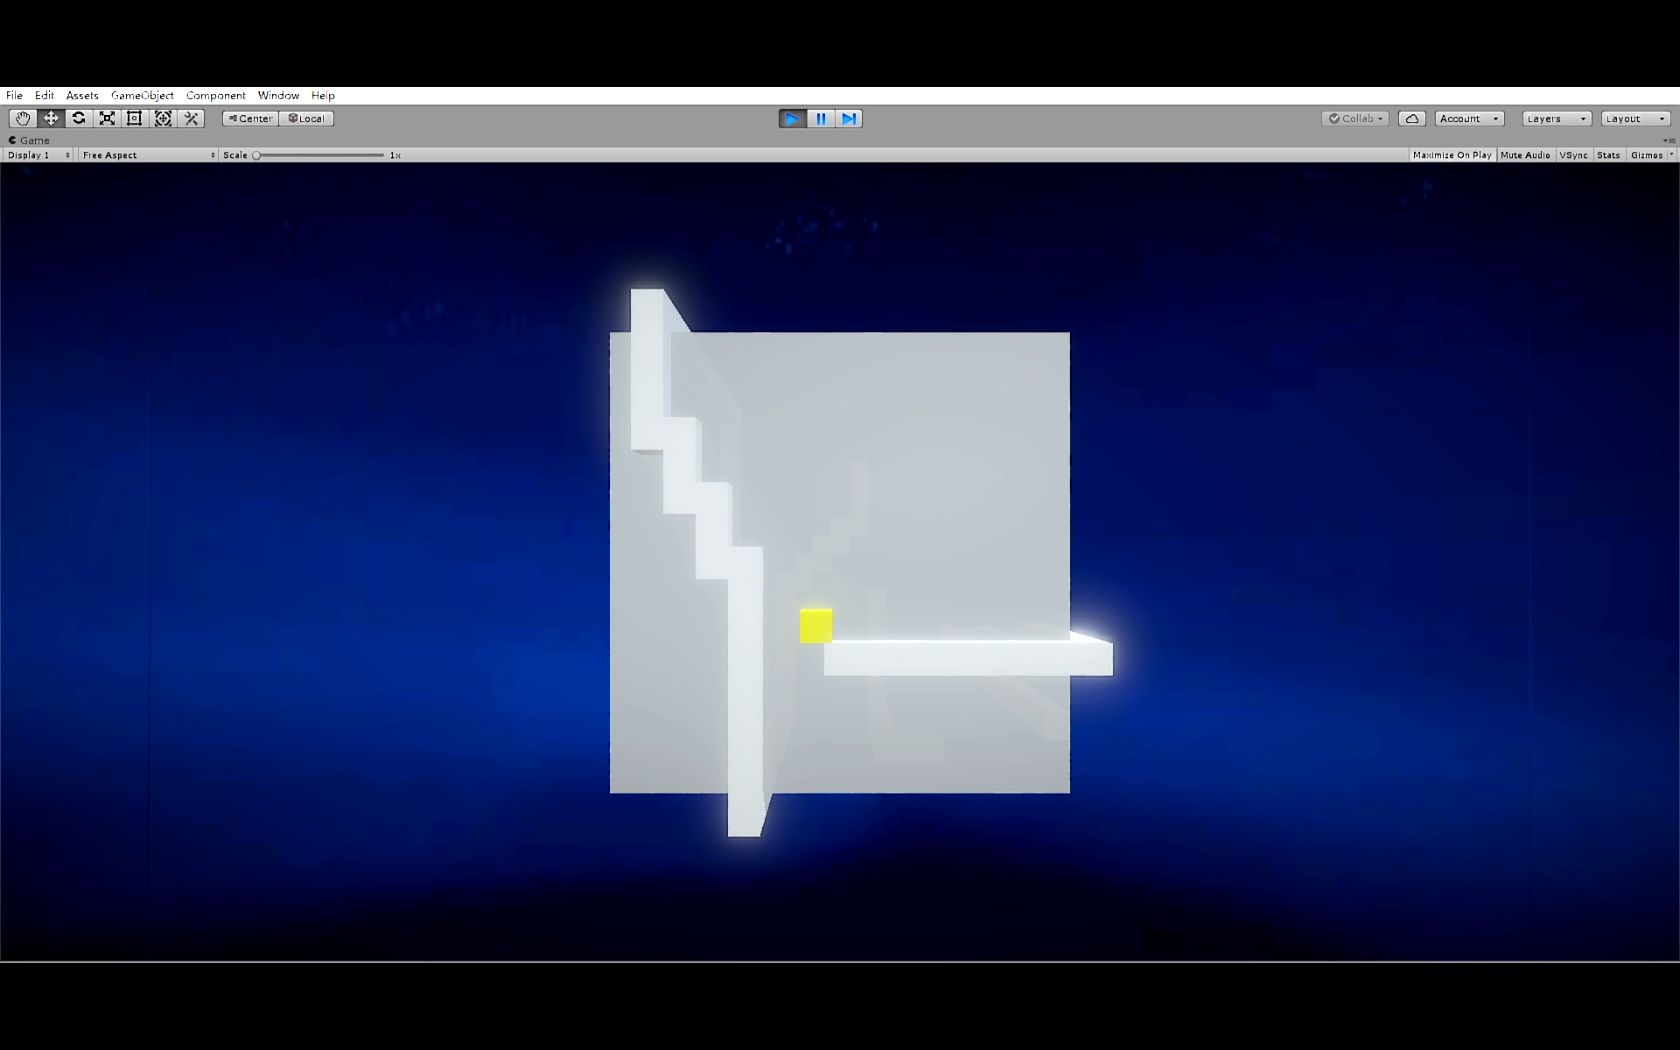 File Edit Assets GameObject Component Window Help
Center Local Collab Account Layers Layout
Game
Display 1 Free Aspect Scale 1x Maximize On Play Mute Audio VSync Stats Gizmos